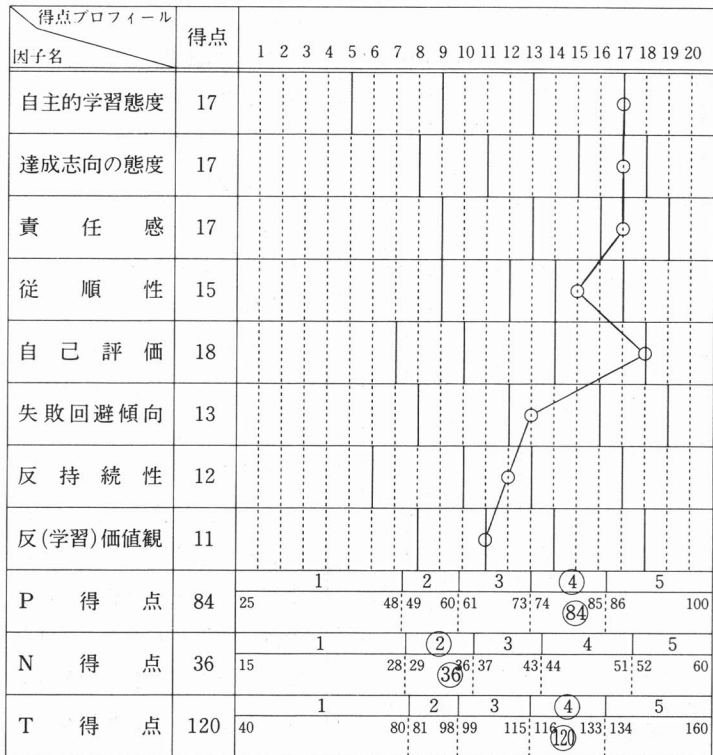 得点プロフィール
因子名
得点
1 2 3 4 5 6 7 8 9 10 11 12 13 14 15 16 17 18 19 20
自主的学習態度 17
達成志向の態度 17
責任感 17
従順性 15
自己評価 18
失敗回避傾向 13
反持続性 12
反(学習)価値観 11
P得点 84
1 2 3 4 5
25 48 49 60 61 73 74 85 86 100
84
N得点 36
1 2 3 4 5
15 28 29 36 37 43 44 51 52 60
36
T得点 120
1 2 3 4 5
40 80 81 98 99 115 116 133 134 160
120